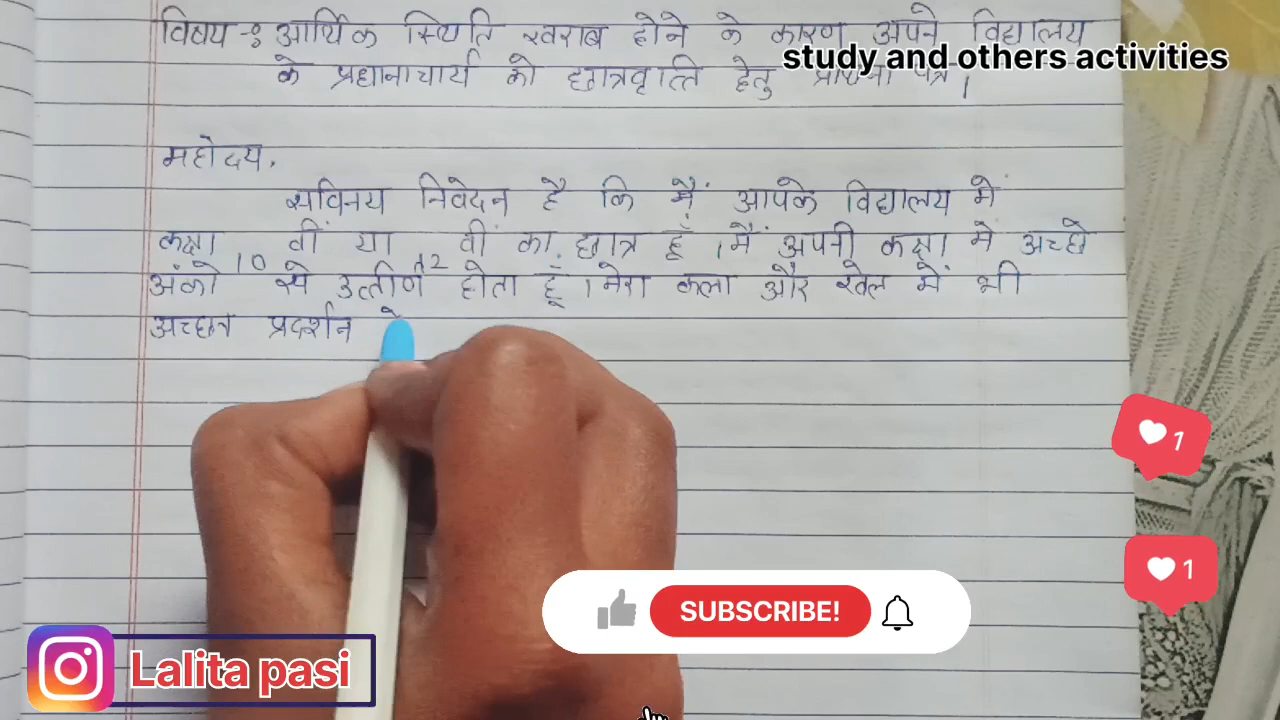 विषय -: आर्थिक स्थिति खराब होने के कारण अपने विद्यालय
study and others activities
के प्रधानाचार्य को छात्रवृत्ति हेतु प्रार्थना पत्र।
महोदय,
सविनय निवेदन है कि मैं आपके विद्यालय में
कक्षा 10 वीं या 12 वीं का छात्र हूँ ।मैं अपनी कक्षा में अच्छे
अंको से उत्तीर्ण होता हूँ ।मेरा कला और खेल में भी
अच्छा प्रदर्शन
1
1
SUBSCRIBE!
Lalita pasi